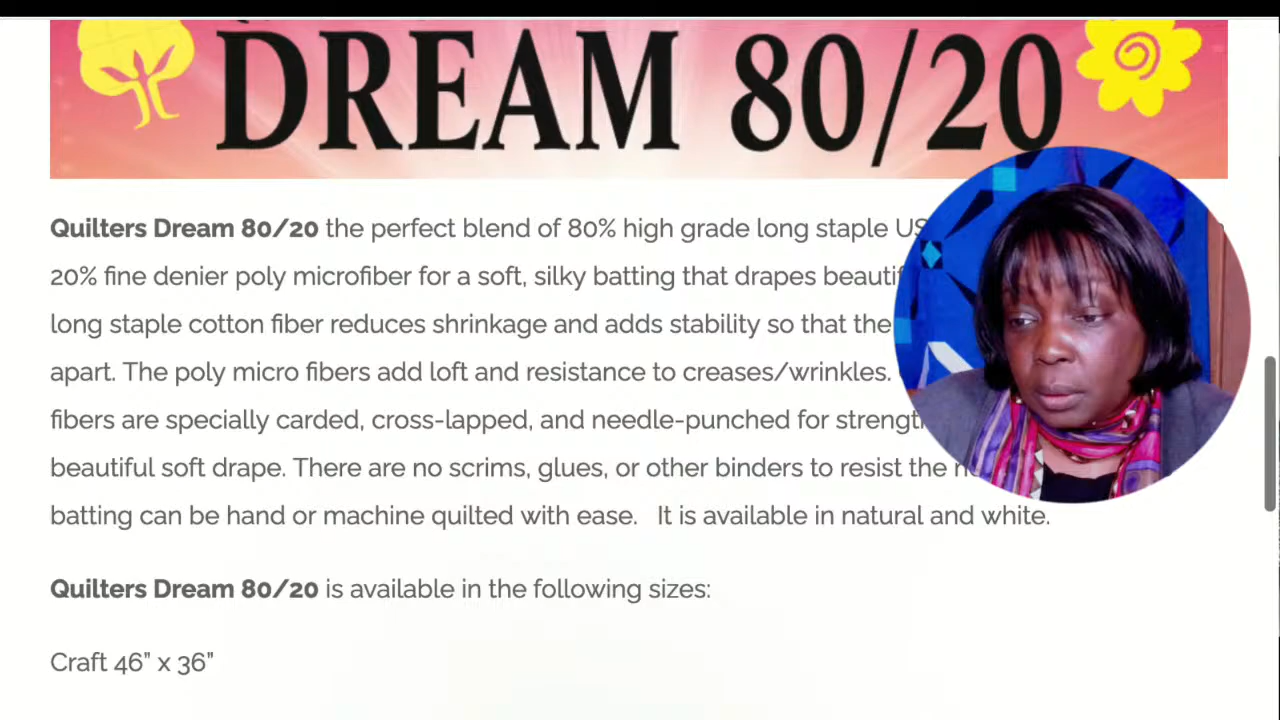 DREAM 80/20
Quilters Dream 80/20 the perfect blend of 80% high grade long staple
20% fine denier poly microfiber for a soft, silky batting that drapes
long staple cotton fiber reduces shrinkage and adds stability so that the
apart. The poly micro fibers add loft and resistance to creases/wrinkles.
fibers are specially carded, cross-lapped, and needle-punched for
beautiful soft drape. There are no scrims, glues, or other binders to resist the
batting can be hand or machine quilted with ease. It is available in natural and white.
Quilters Dream 80/20 is available in the following sizes:
Craft 46" x 36"